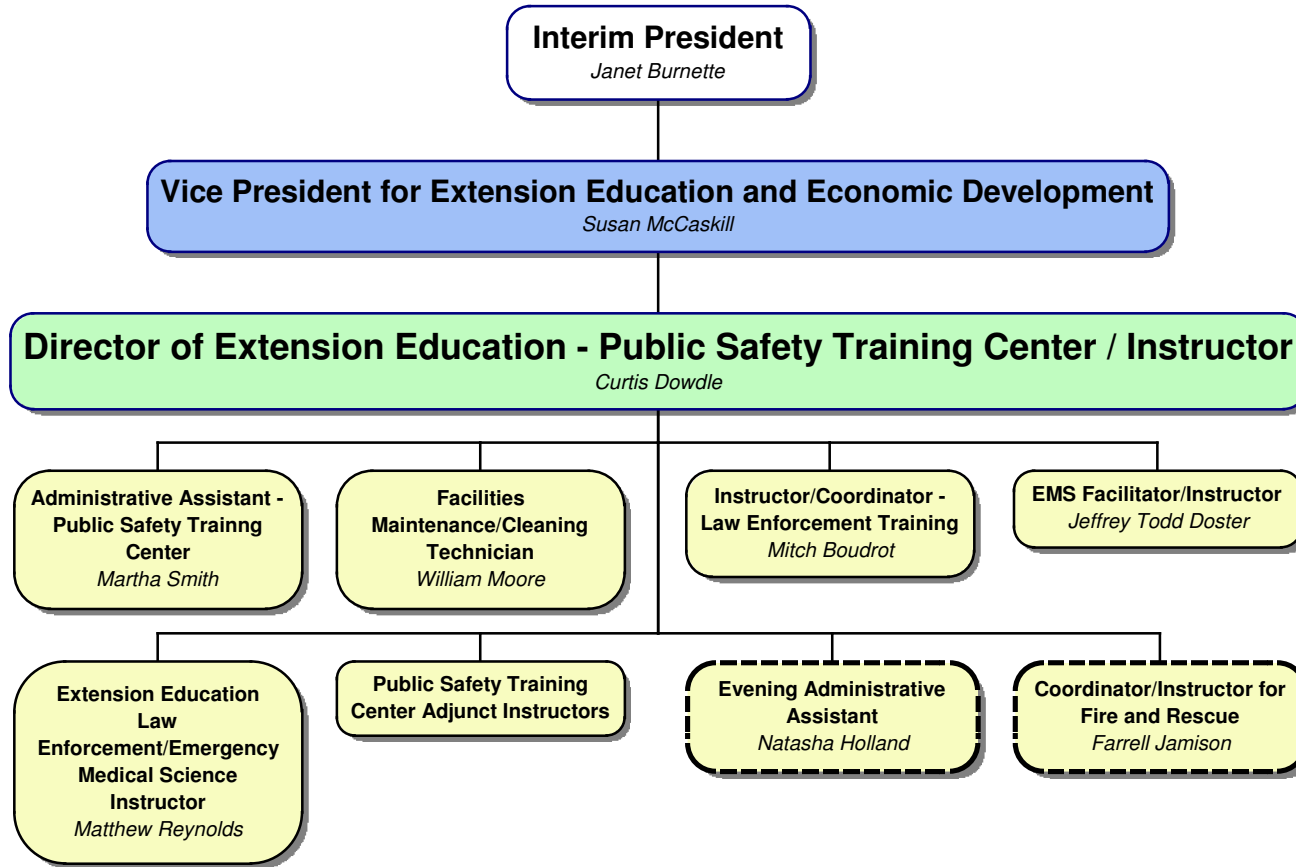 Interim President
Janet Burnette
Vice President for Extension Education and Economic Development
Susan McCaskill
Director of Extension Education - Public Safety Training Center / Instructor
Curtis Dowdle
Administrative Assistant -
Public Safety Trainng
Center
Martha Smith
Facilities
Maintenance/Cleaning
Technician
William Moore
Instructor/Coordinator -
Law Enforcement Training
Mitch Boudrot
EMS Facilitator/Instructor
Jeffrey Todd Doster
Extension Education
Law
Enforcement/Emergency
Medical Science
Instructor
Matthew Reynolds
Public Safety Training
Center Adjunct Instructors
Evening Administrative
Assistant
Natasha Holland
Coordinator/Instructor for
Fire and Rescue
Farrell Jamison